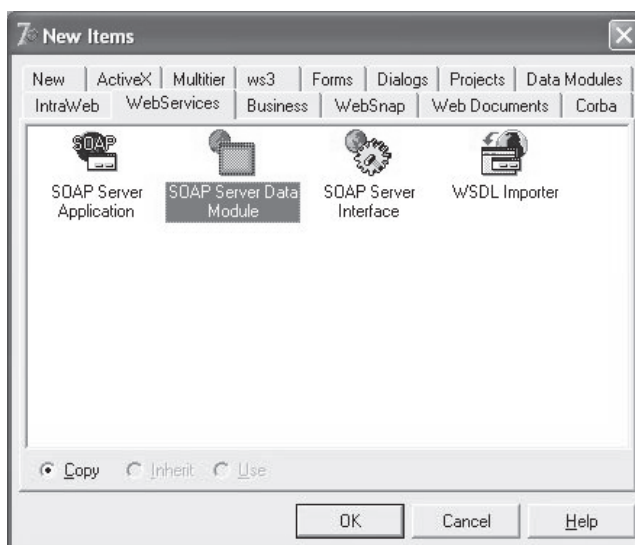 7 New Items
New ActiveX Multitier ws3 Forms Dialogs Projects Data Modules
IntraWeb WebServices Business WebSnap Web Documents Corba
SOAP
SOAP Server Application
SOAP Server Data Module
SOAP Server Interface
WSDL Importer
Copy Inherit Use
OK Cancel Help